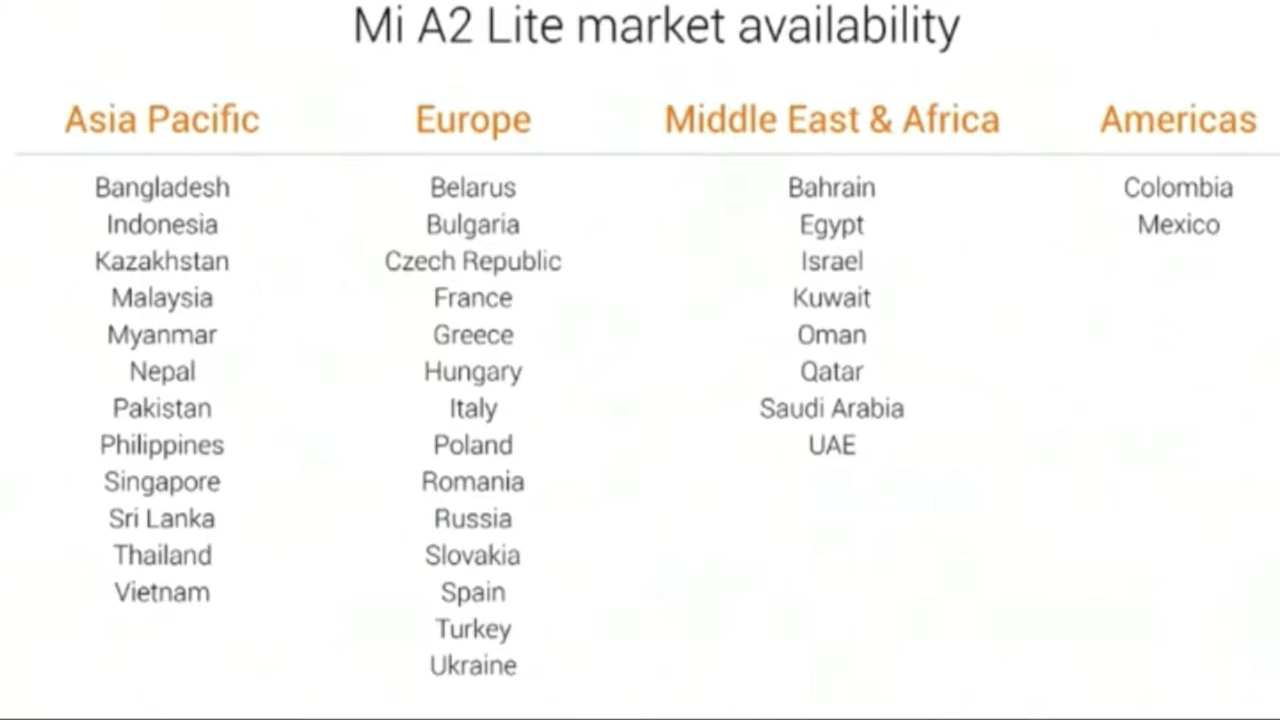 Mi A2 Lite market availability
Asia Pacific
Bangladesh
Indonesia
Kazakhstan
Malaysia
Myanmar
Nepal
Pakistan
Philippines
Singapore
Sri Lanka
Thailand
Vietnam
Europe
Belarus
Bulgaria
Czech Republic
France
Greece
Hungary
Italy
Poland
Romania
Russia
Slovakia
Spain
Turkey
Ukraine
Middle East & Africa
Bahrain
Egypt
Israel
Kuwait
Oman
Qatar
Saudi Arabia
UAE
Americas
Colombia
Mexico